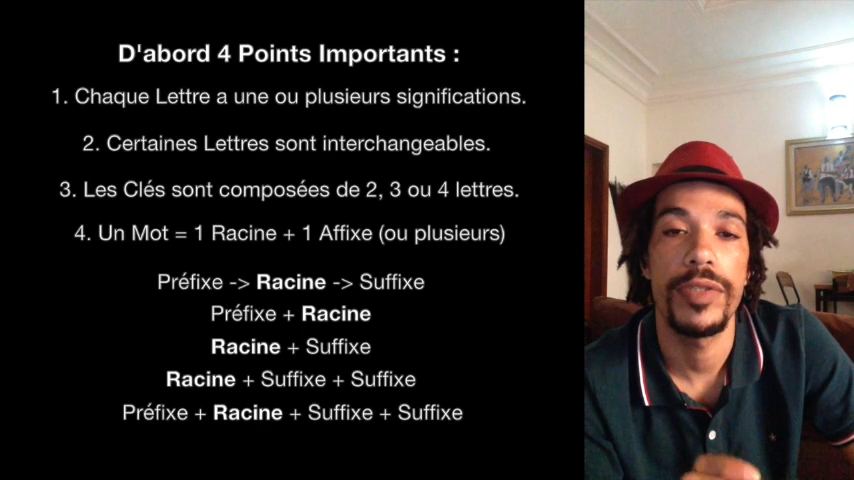 D'abord 4 Points Importants :
1. Chaque Lettre a une ou plusieurs significations.
2. Certaines Lettres sont interchangeables.
3. Les Clés sont composées de 2, 3 ou 4 lettres.
4. Un Mot = 1 Racine + 1 Affixe (ou plusieurs)
Préfixe -> Racine -> Suffixe
Préfixe + Racine
Racine + Suffixe
Racine + Suffixe + Suffixe
Préfixe + Racine + Suffixe + Suffixe